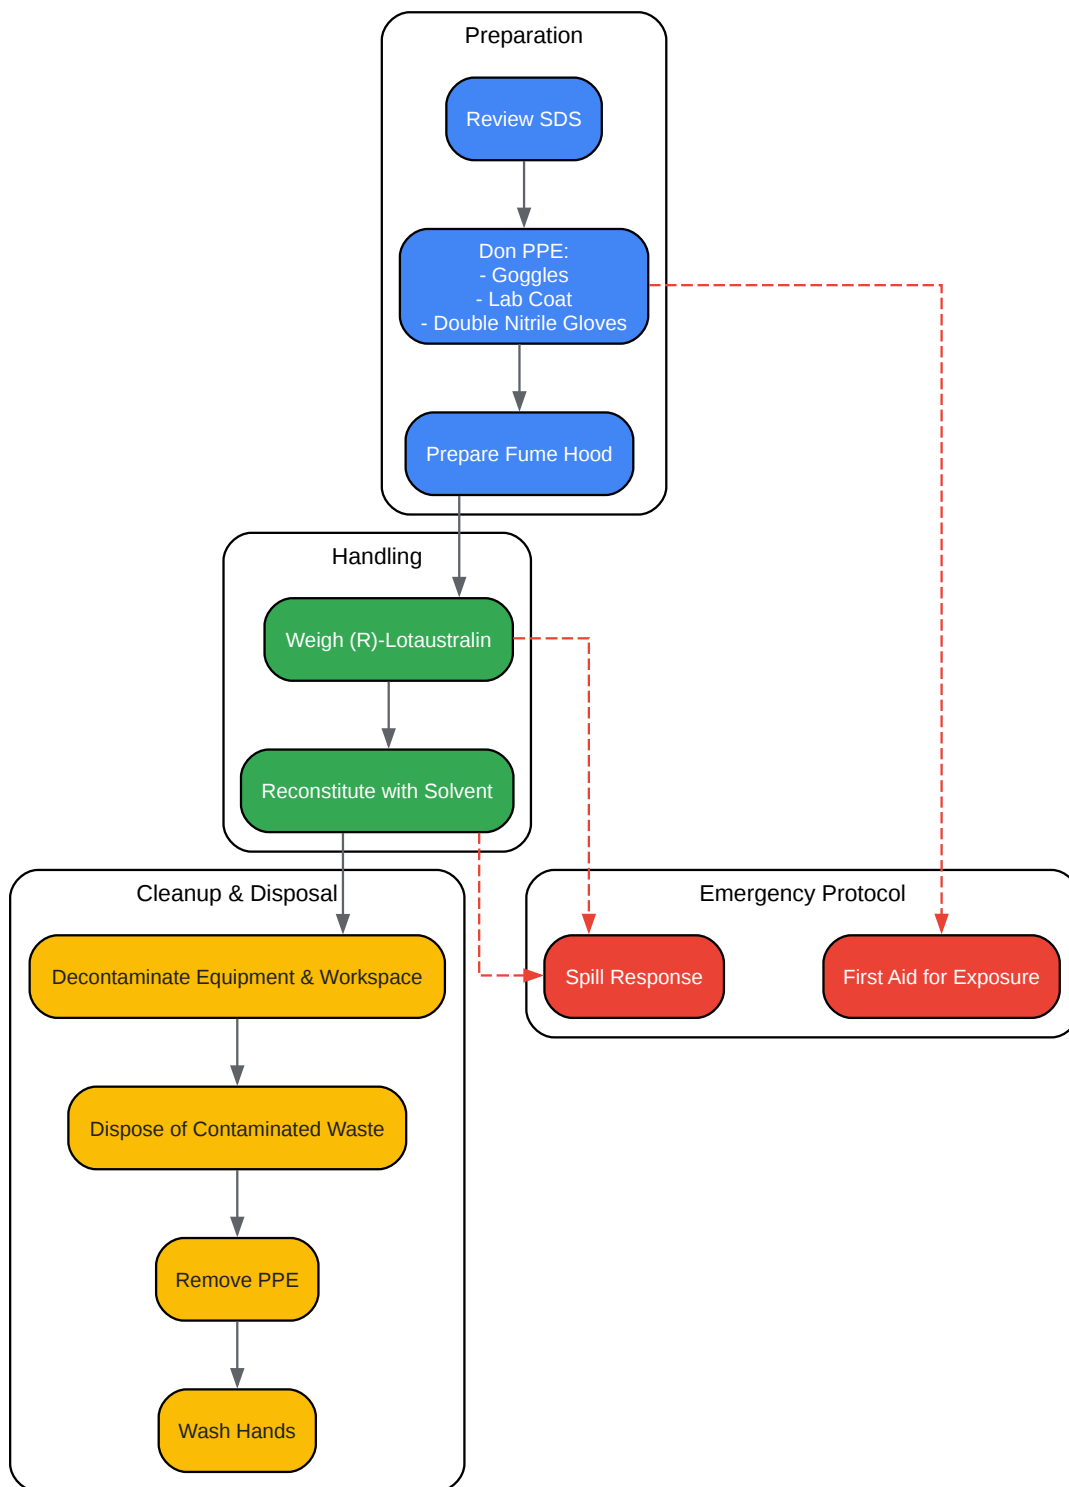 Preparation
Review SDS
Don PPE:
- Goggles
- Lab Coat
- Double Nitrile Gloves
Prepare Fume Hood
Handling
Weigh (R)-Lotaustralin
Reconstitute with Solvent
Cleanup & Disposal
Decontaminate Equipment & Workspace
Dispose of Contaminated Waste
Remove PPE
Wash Hands
Emergency Protocol
Spill Response
First Aid for Exposure